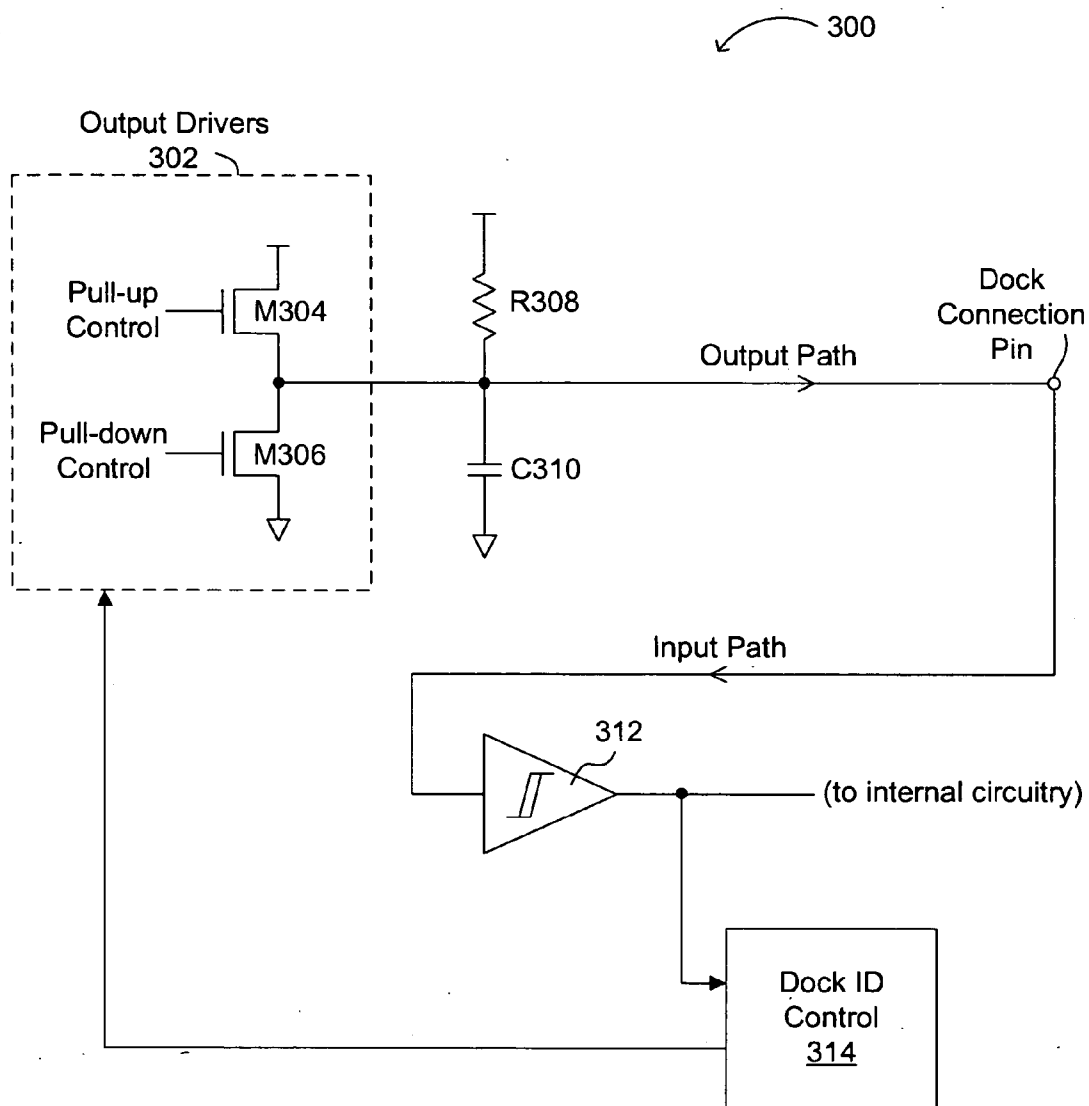 300
Output Drivers
302
Pull-up
Control
M304
Pull-down
Control
M306
R308
C310
Output Path
Dock
Connection
Pin
Input Path
312
(to internal circuitry)
Dock ID
Control
314